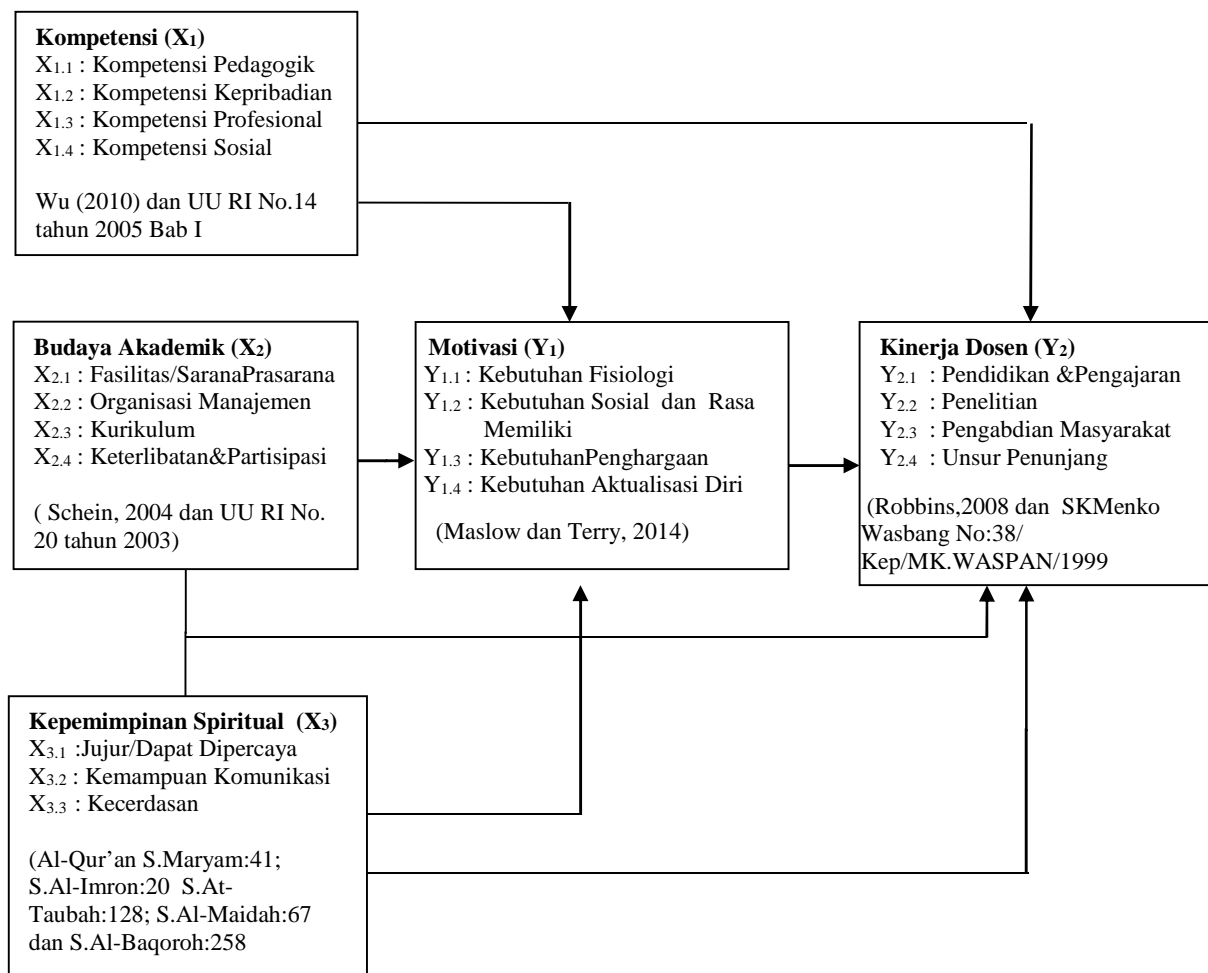 Kompetensi (X1)
X1.1 : Kompetensi Pedagogik
X1.2 : Kompetensi Kepribadian
X1.3 : Kompetensi Profesional
X1.4 : Kompetensi Sosial
Wu (2010) dan UU RI No.14
tahun 2005 Bab I
Budaya Akademik (X2)
X2.1 : Fasilitas/SaranaPrasarana
X2.2 : Organisasi Manajemen
X2.3 : Kurikulum
X2.4 : Keterlibatan&Partisipasi
( Schein, 2004 dan UU RI No.
20 tahun 2003)
Motivasi (Y1)
Y1.1 : Kebutuhan Fisiologi
Y1.2 : Kebutuhan Sosial dan Rasa
Memiliki
Y1.3 : KebutuhanPenghargaan
Y1.4 : Kebutuhan Aktualisasi Diri
(Maslow dan Terry, 2014)
Kinerja Dosen (Y2)
Y2.1 : Pendidikan &Pengajaran
Y2.2 : Penelitian
Y2.3 : Pengabdian Masyarakat
Y2.4 : Unsur Penunjang
(Robbins,2008 dan SKMenko
Wasbang No:38/
Kep/MK.WASPAN/1999
Kepemimpinan Spiritual (X3)
X3.1 :Jujur/Dapat Dipercaya
X3.2 : Kemampuan Komunikasi
X3.3 : Kecerdasan
(Al-Qur’an S.Maryam:41;
S.Al-Imron:20 S.At-
Taubah:128; S.Al-Maidah:67
dan S.Al-Baqoroh:258